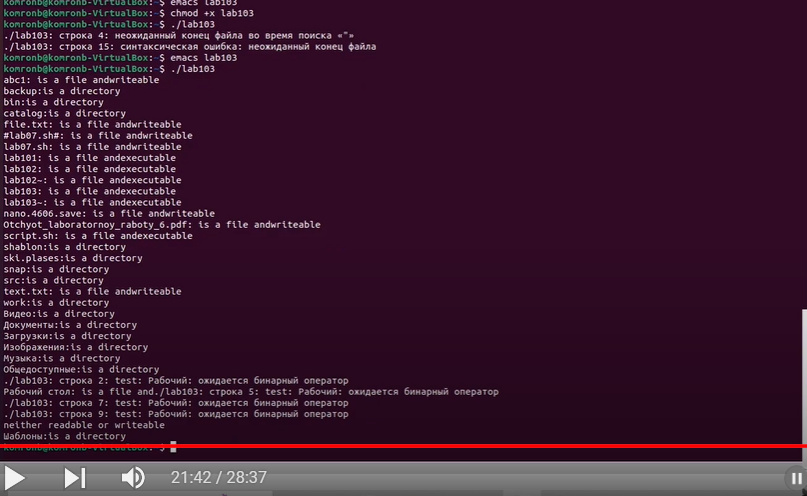 komronb@komronb-VirtualBox:~$ emacs lab103
komronb@komronb-VirtualBox:~$ chmod +x lab103
komronb@komronb-VirtualBox:~$ ./lab103
./lab103: строка 4: неожиданный конец файла во время поиска «"»
./lab103: строка 15: синтаксическая ошибка: неожиданный конец файла
komronb@komronb-VirtualBox:~$ emacs lab103
komronb@komronb-VirtualBox:~$ ./lab103
abc1: is a file andwriteable
backup:is a directory
bin:is a directory
catalog:is a directory
file.txt: is a file andwriteable
#lab07.sh#: is a file andwriteable
lab07.sh: is a file andwriteable
lab101: is a file andexecutable
lab102: is a file andexecutable
lab102~: is a file andexecutable
lab103: is a file andexecutable
lab103~: is a file andexecutable
nano.4606.save: is a file andwriteable
Otchyot_laboratornoy_raboty_6.pdf: is a file andwriteable
script.sh: is a file andexecutable
shablon:is a directory
ski.plases:is a directory
snap:is a directory
src:is a directory
text.txt: is a file andwriteable
work:is a directory
Видео:is a directory
Документы:is a directory
Загрузки:is a directory
Изображения:is a directory
Музыка:is a directory
Общедоступные:is a directory
./lab103: строка 2: test: Рабочий: ожидается бинарный оператор
Рабочий стол: is a file and./lab103: строка 5: test: Рабочий: ожидается бинарный оператор
./lab103: строка 7: test: Рабочий: ожидается бинарный оператор
./lab103: строка 9: test: Рабочий: ожидается бинарный оператор
neither readable or writeable
Шаблоны:is a directory
komronb@komronb-VirtualBox:~$
21:42 / 28:37